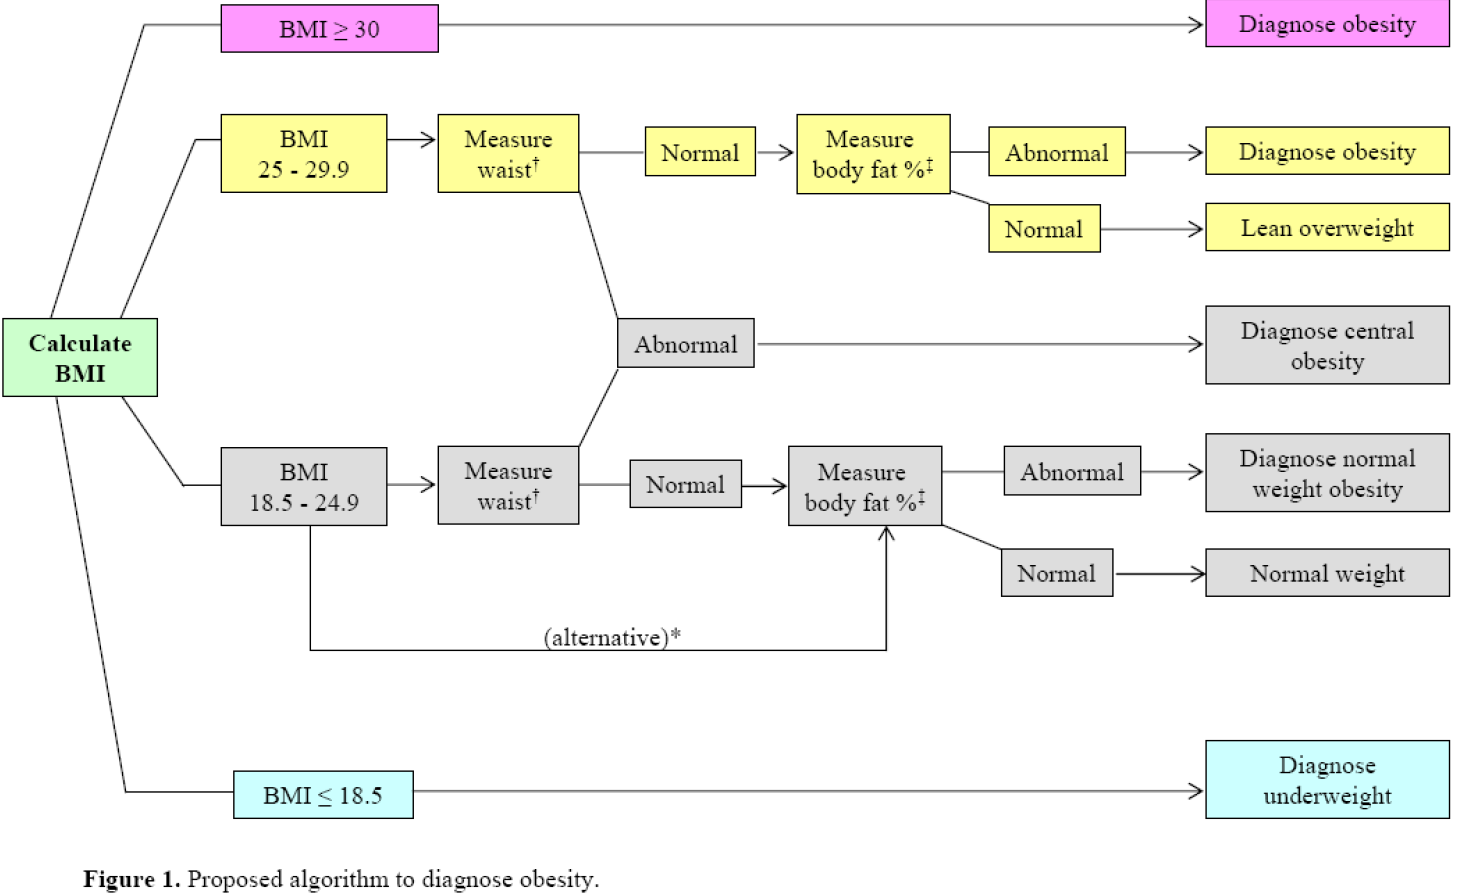 BMI ≥ 30
Diagnose obesity
BMI
25 - 29.9
Measure
waist†
Normal
Measure
body fat %‡
Abnormal
Diagnose obesity
Normal
Lean overweight
Calculate
BMI
Abnormal
Diagnose central
obesity
BMI
18.5 - 24.9
Measure
waist†
Normal
Measure
body fat %‡
Abnormal
Diagnose normal
weight obesity
Normal
Normal weight
(alternative)*
BMI ≤ 18.5
Diagnose
underweight
Figure 1. Proposed algorithm to diagnose obesity.